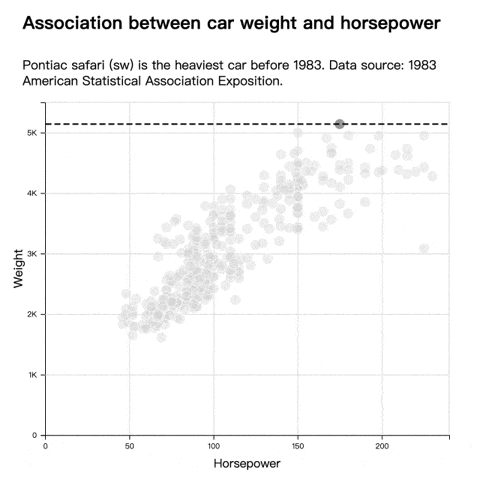 Association between car weight and horsepower
Pontiac safari (sw) is the heaviest car before 1983. Data source: 1983
American Statistical Association Exposition.
5K
4K
3K
2K
1K
0
Weight
0 50 100 150 200
Horsepower